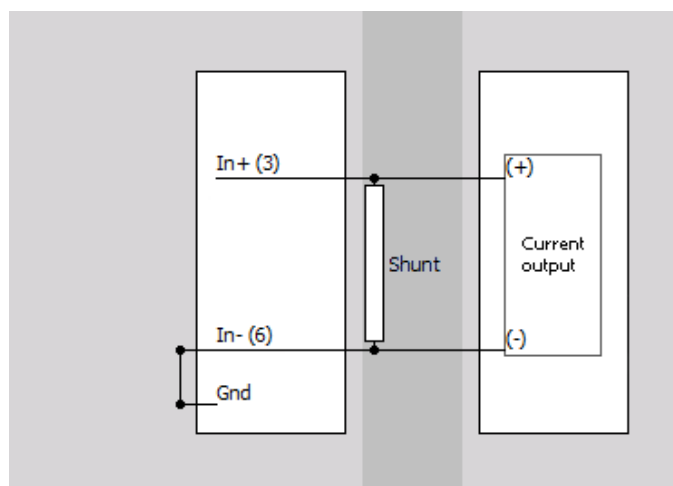 In+ (3)
(+)
Shunt
Current
output
In- (6)
(-)
Gnd